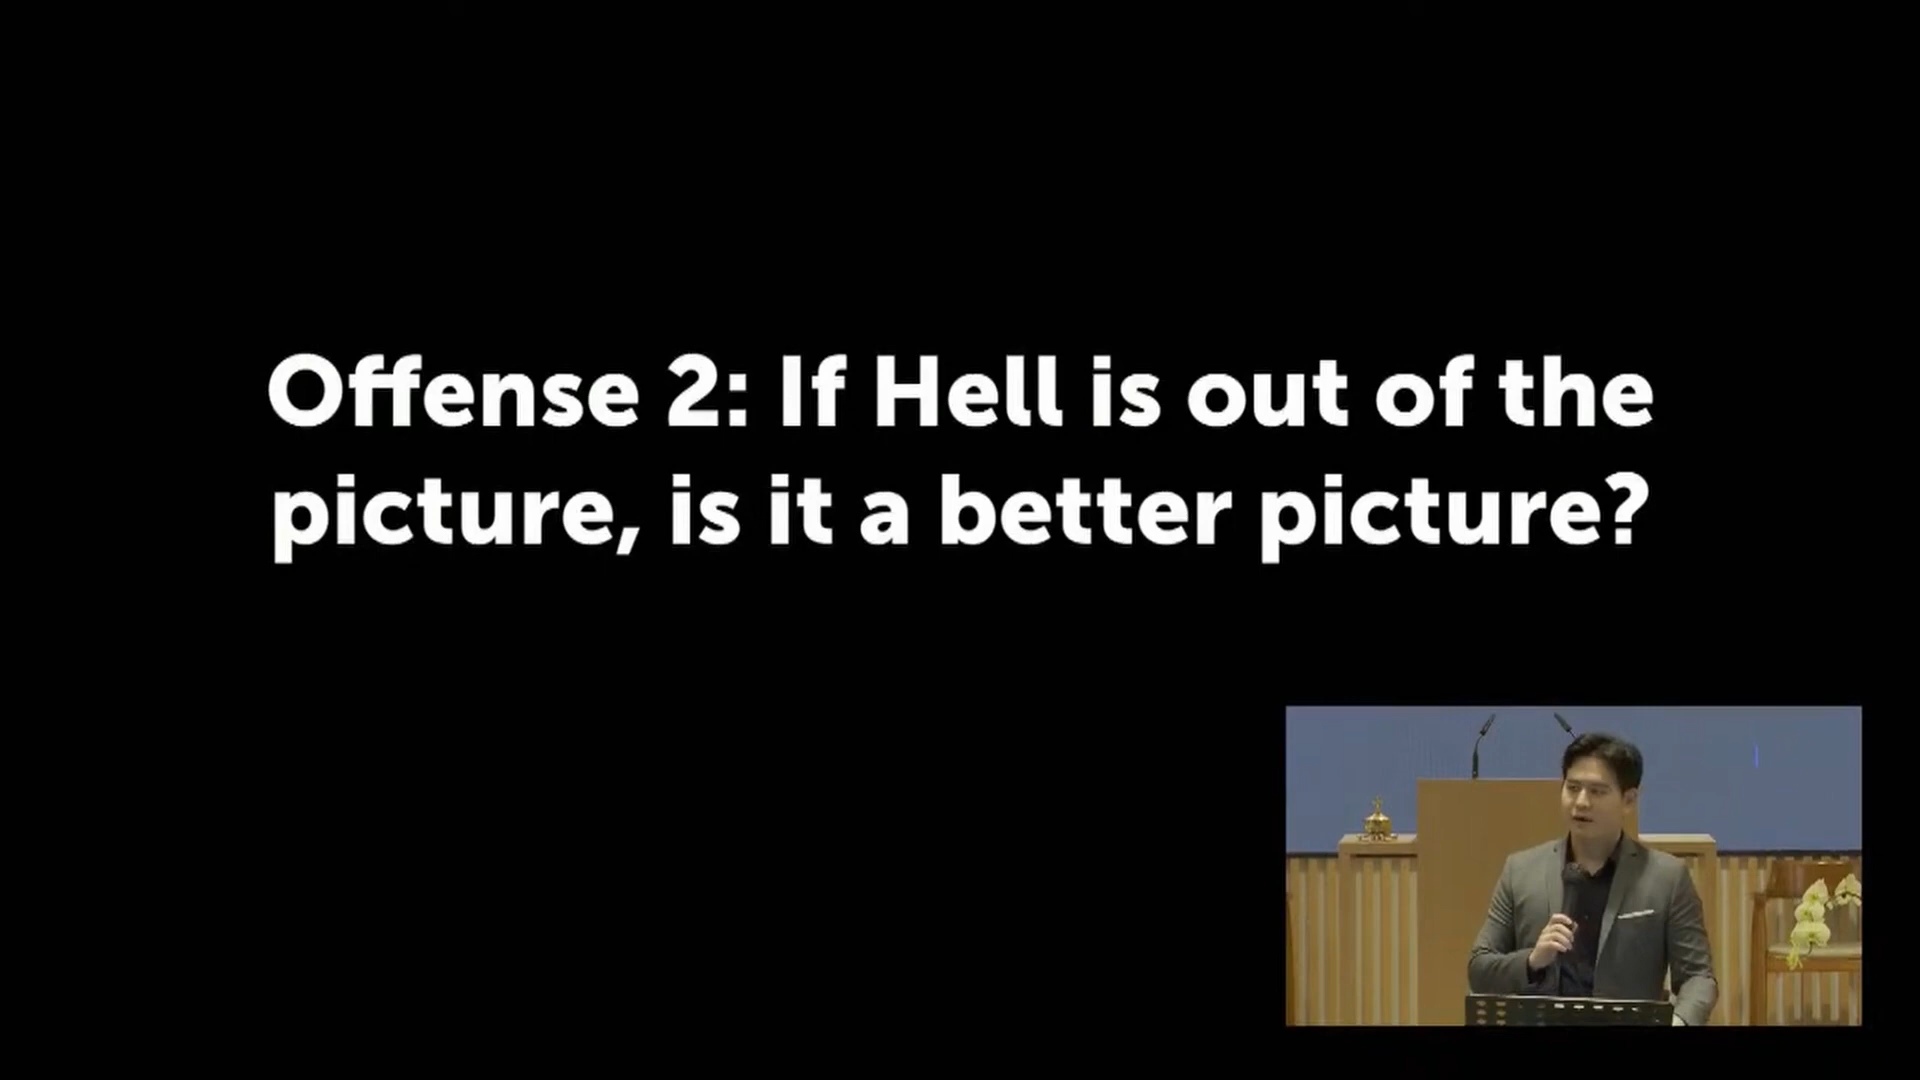 Offense 2: If Hell is out of the
picture, is it a better picture?